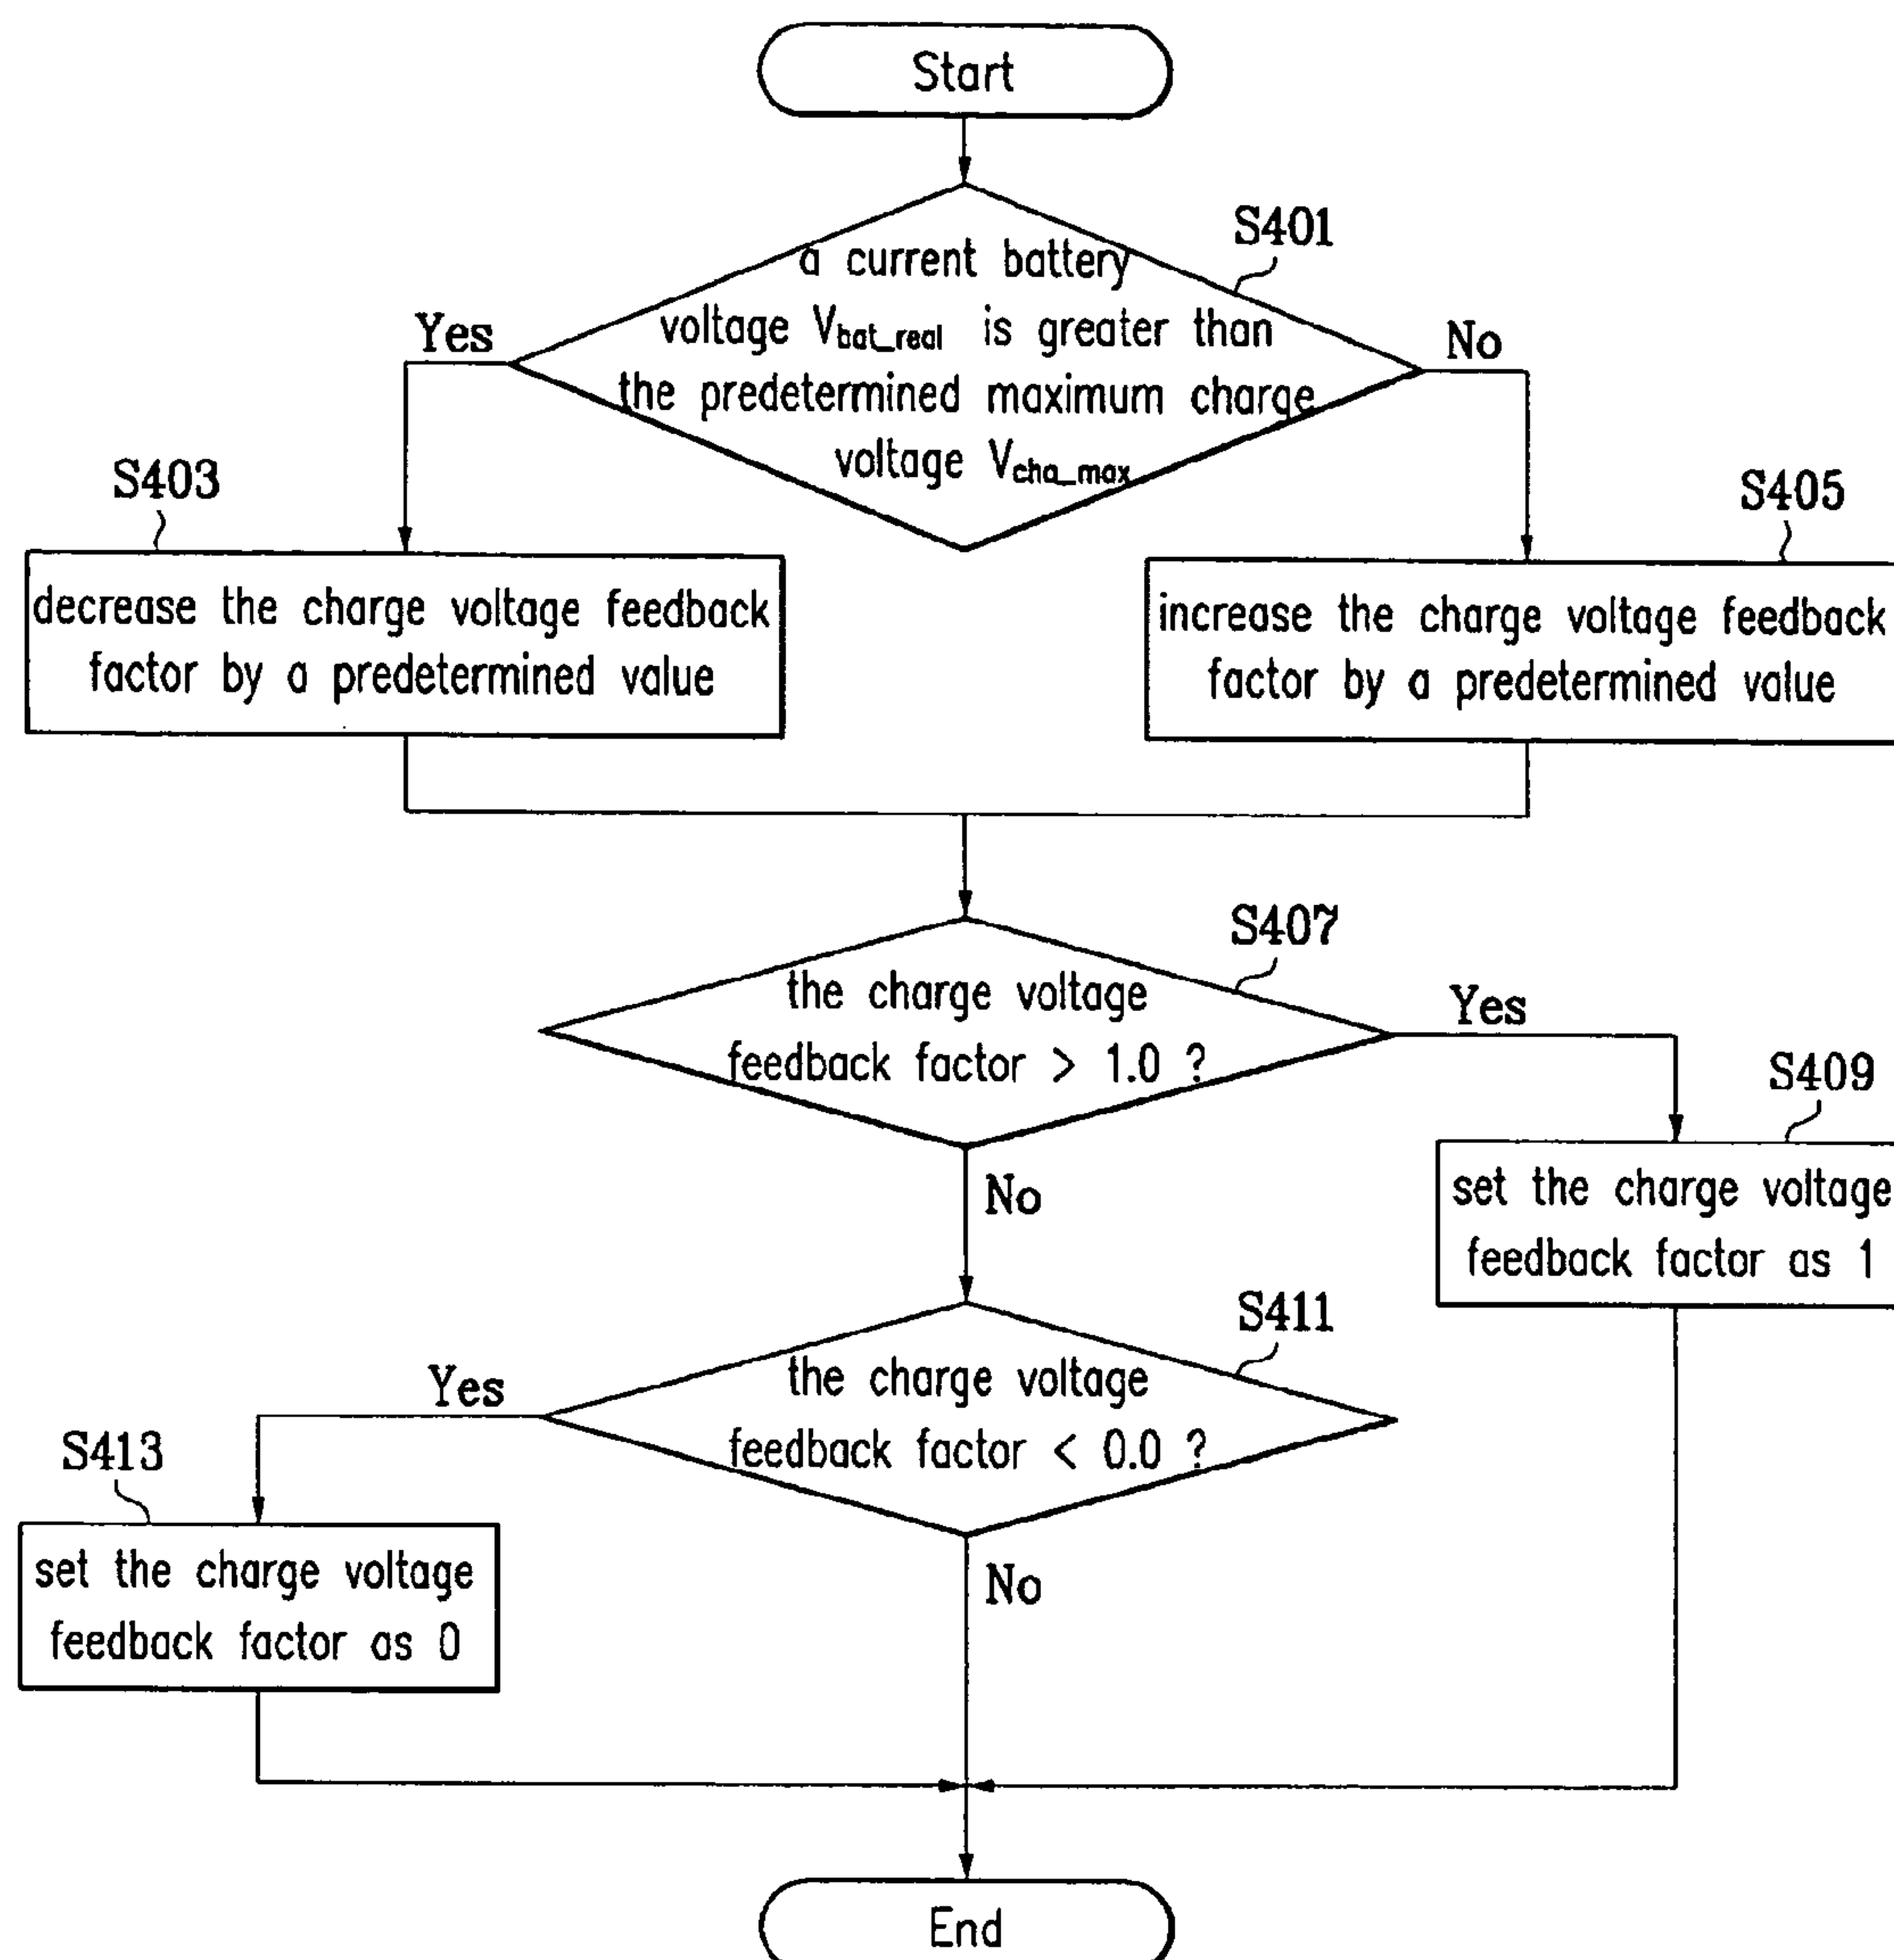 Start
S401
a current battery
voltage Vbat_real is greater than
the predetermined maximum charge
voltage Vcha_max
Yes
No
S403
S405
decrease the charge voltage feedback
factor by a predetermined value
increase the charge voltage feedback
factor by a predetermined value
S407
the charge voltage
feedback factor > 1.0 ?
Yes
No
S409
set the charge voltage
feedback factor as 1
S411
the charge voltage
feedback factor < 0.0 ?
Yes
No
S413
set the charge voltage
feedback factor as 0
End